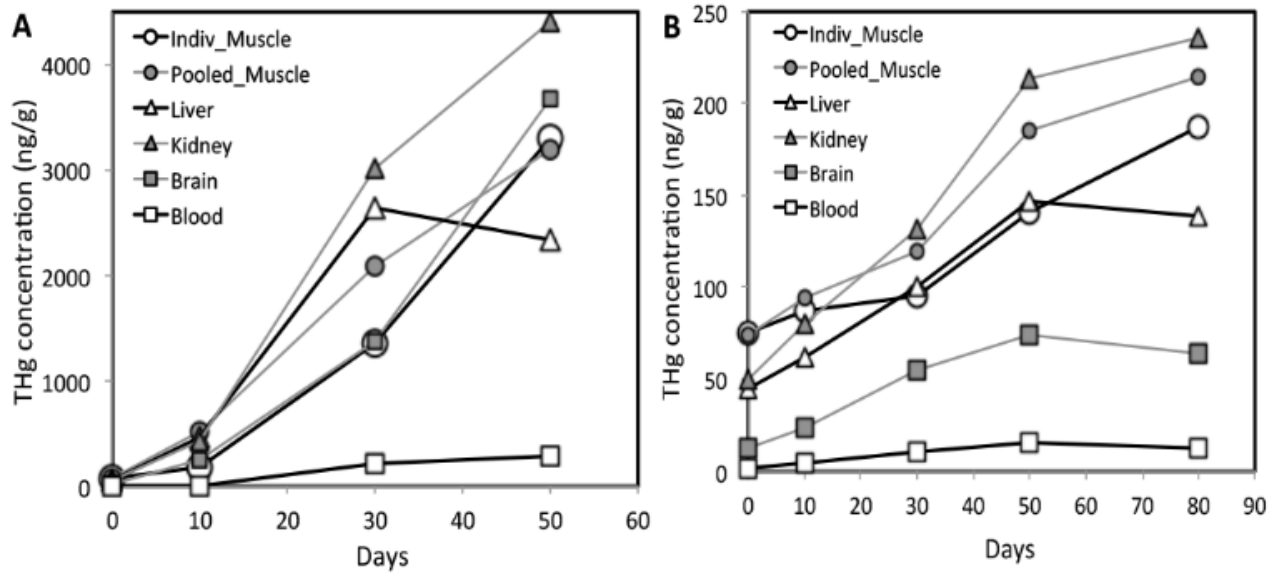 A
Indiv_Muscle
Pooled_Muscle
Liver
Kidney
Brain
Blood
THg concentration (ng/g)
4000
3000
2000
1000
0
0 10 20 30 40 50 60
Days
B
Indiv_Muscle
Pooled_Muscle
Liver
Kidney
Brain
Blood
THg concentration (ng/g)
250
200
150
100
50
0
0 10 20 30 40 50 60 70 80 90
Days